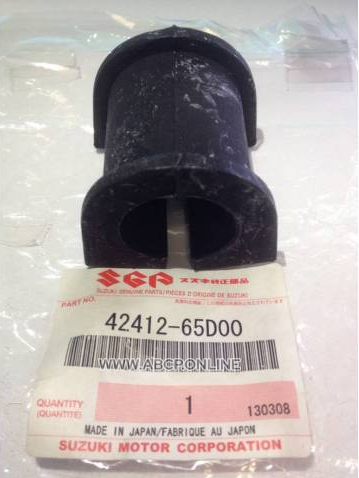 SGP スズキ純正部品
SUZUKI GENUINE PARTS/PIECES D'ORIGINE DE SUZUKI
PART NO.
42412-65D00
WWW.ABCPONLINE
QUANTITY
(QUANTITE)
1
130308
MADE IN JAPAN/FABRIQUE AU JAPON
SUZUKI MOTOR CORPORATION